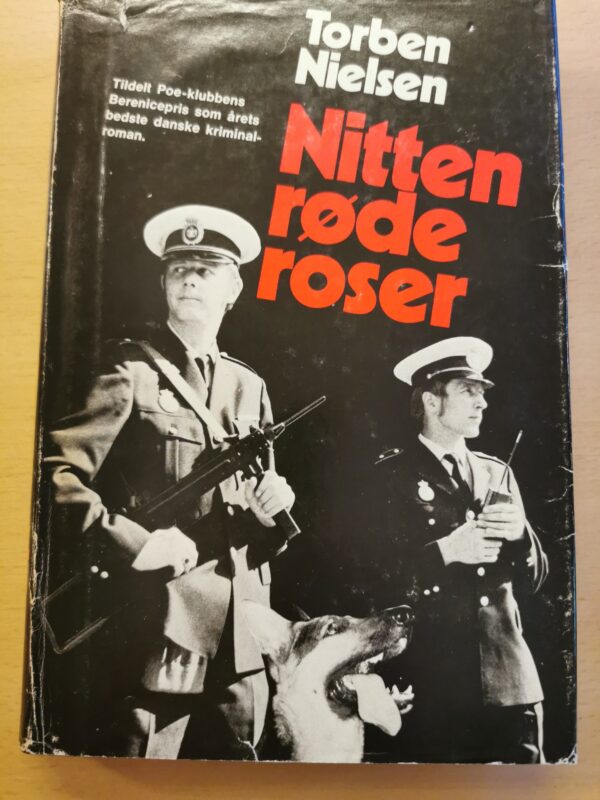 Torben
Nielsen
Tildelt Poe-klubbens
Berenicepris som årets
bedste danske kriminal-
roman.
Nitten
røde
roser